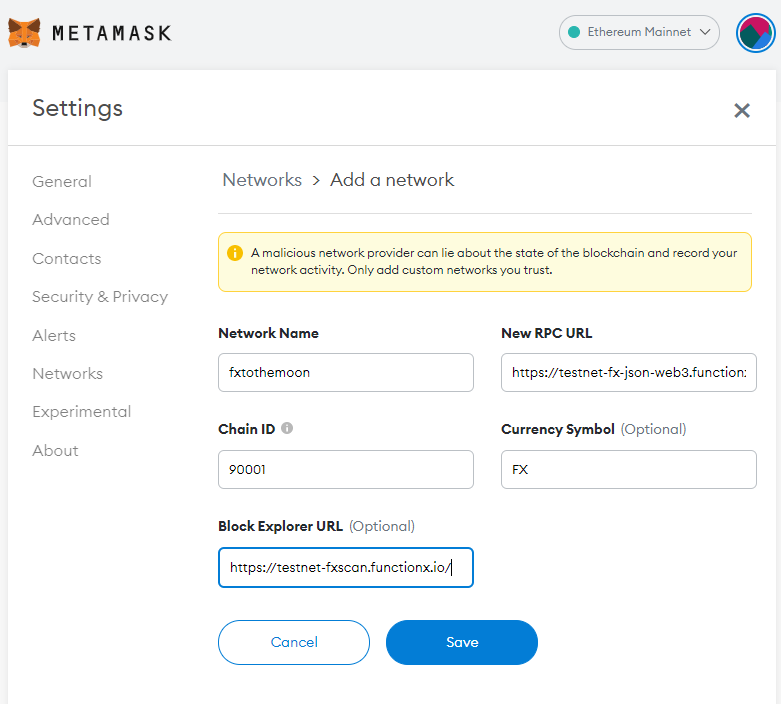 METAMASK
Ethereum Mainnet
Settings
General
Advanced
Contacts
Security & Privacy
Alerts
Networks
Experimental
About
Networks > Add a network
A malicious network provider can lie about the state of the blockchain and record your
network activity. Only add custom networks you trust.
Network Name
fxtothemoon
New RPC URL
https://testnet-fx-json-web3.function
Chain ID
90001
Currency Symbol (Optional)
FX
Block Explorer URL (Optional)
https://testnet-fxscan.functionx.io/
Cancel
Save